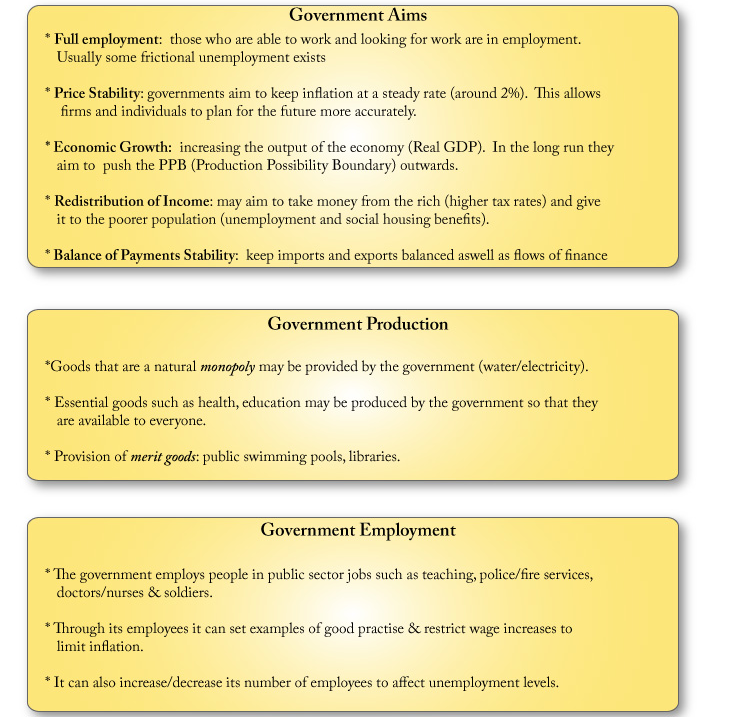 Government Aims
* Full employment:  those who are able to work and looking for work are in employment.
Usually some frictional unemployment exists
* Price Stability: governments aim to keep inflation at a steady rate (around 2%).  This allows
firms and individuals to plan for the future more accurately.
* Economic Growth:  increasing the output of the economy (Real GDP).  In the long run they
aim to  push the PPB (Production Possibility Boundary) outwards.
* Redistribution of Income: may aim to take money from the rich (higher tax rates) and give
it to the poorer population (unemployment and social housing benefits).
* Balance of Payments Stability:  keep imports and exports balanced aswell as flows of finance
Government Production
*Goods that are a natural monopoly may be provided by the government (water/electricity).
* Essential goods such as health, education may be produced by the government so that they
are available to everyone.
* Provision of merit goods: public swimming pools, libraries.
Government Employment
* The government employs people in public sector jobs such as teaching, police/fire services,
doctors/nurses & soldiers.
* Through its employees it can set examples of good practise & restrict wage increases to
limit inflation.
* It can also increase/decrease its number of employees to affect unemployment levels.